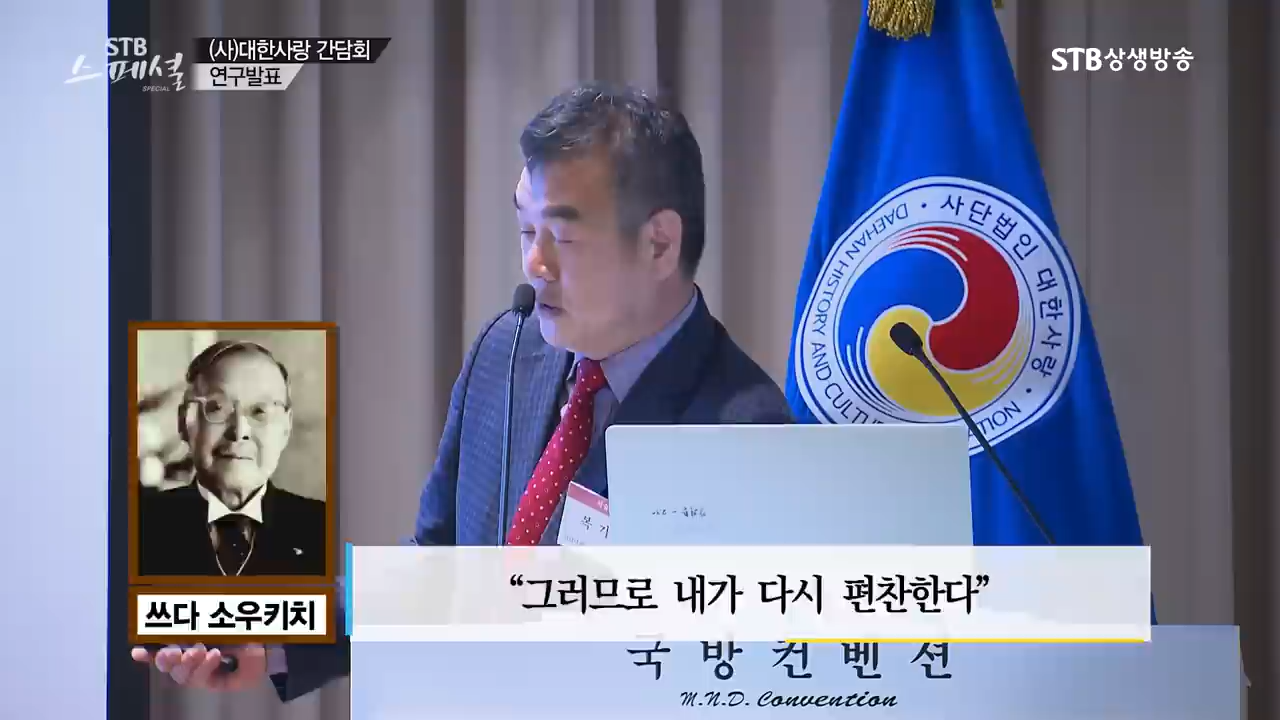 STB
스페셜
SPECIAL
(사)대한사랑 간담회
연구발표
STB상생방송
사단법인 대한사랑
DAEHAN HISTORY AND CULTU
ATION
쓰다 소우키치
“그러므로 내가 다시 편찬한다”
국방컨벤션
M.N.D. Convention